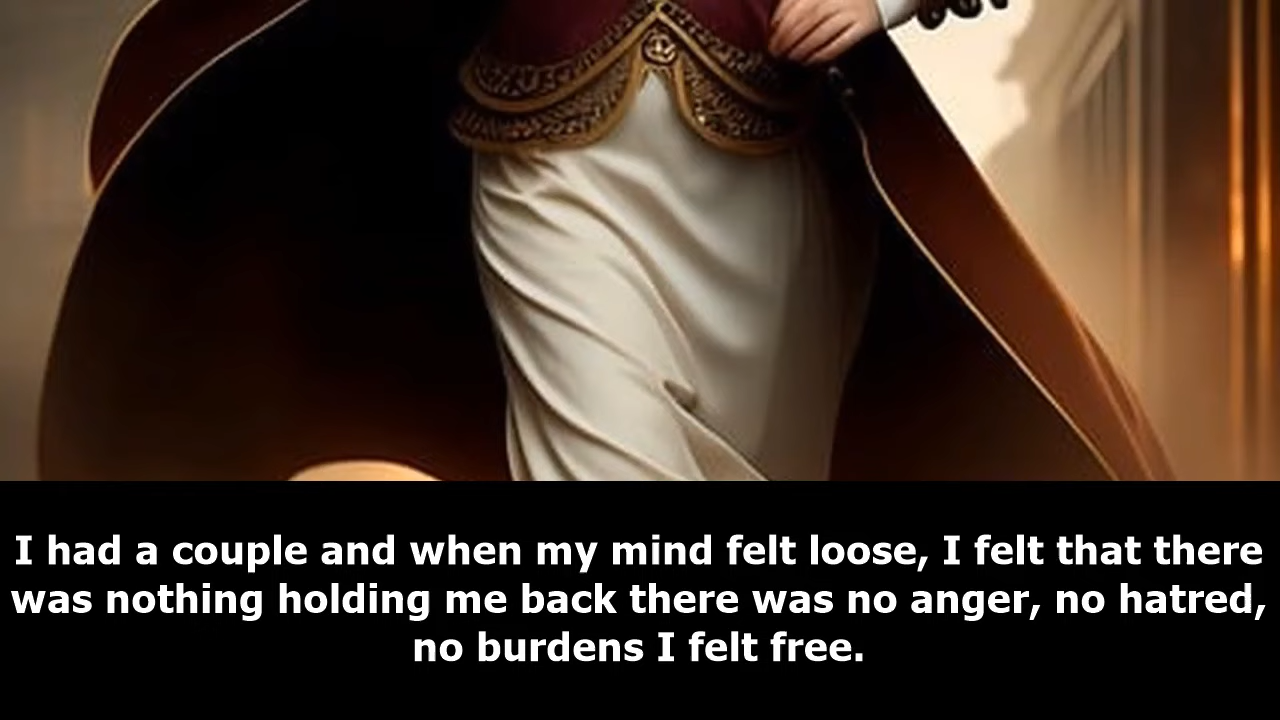 I had a couple and when my mind felt loose, I felt that there
was nothing holding me back there was no anger, no hatred,
no burdens I felt free.